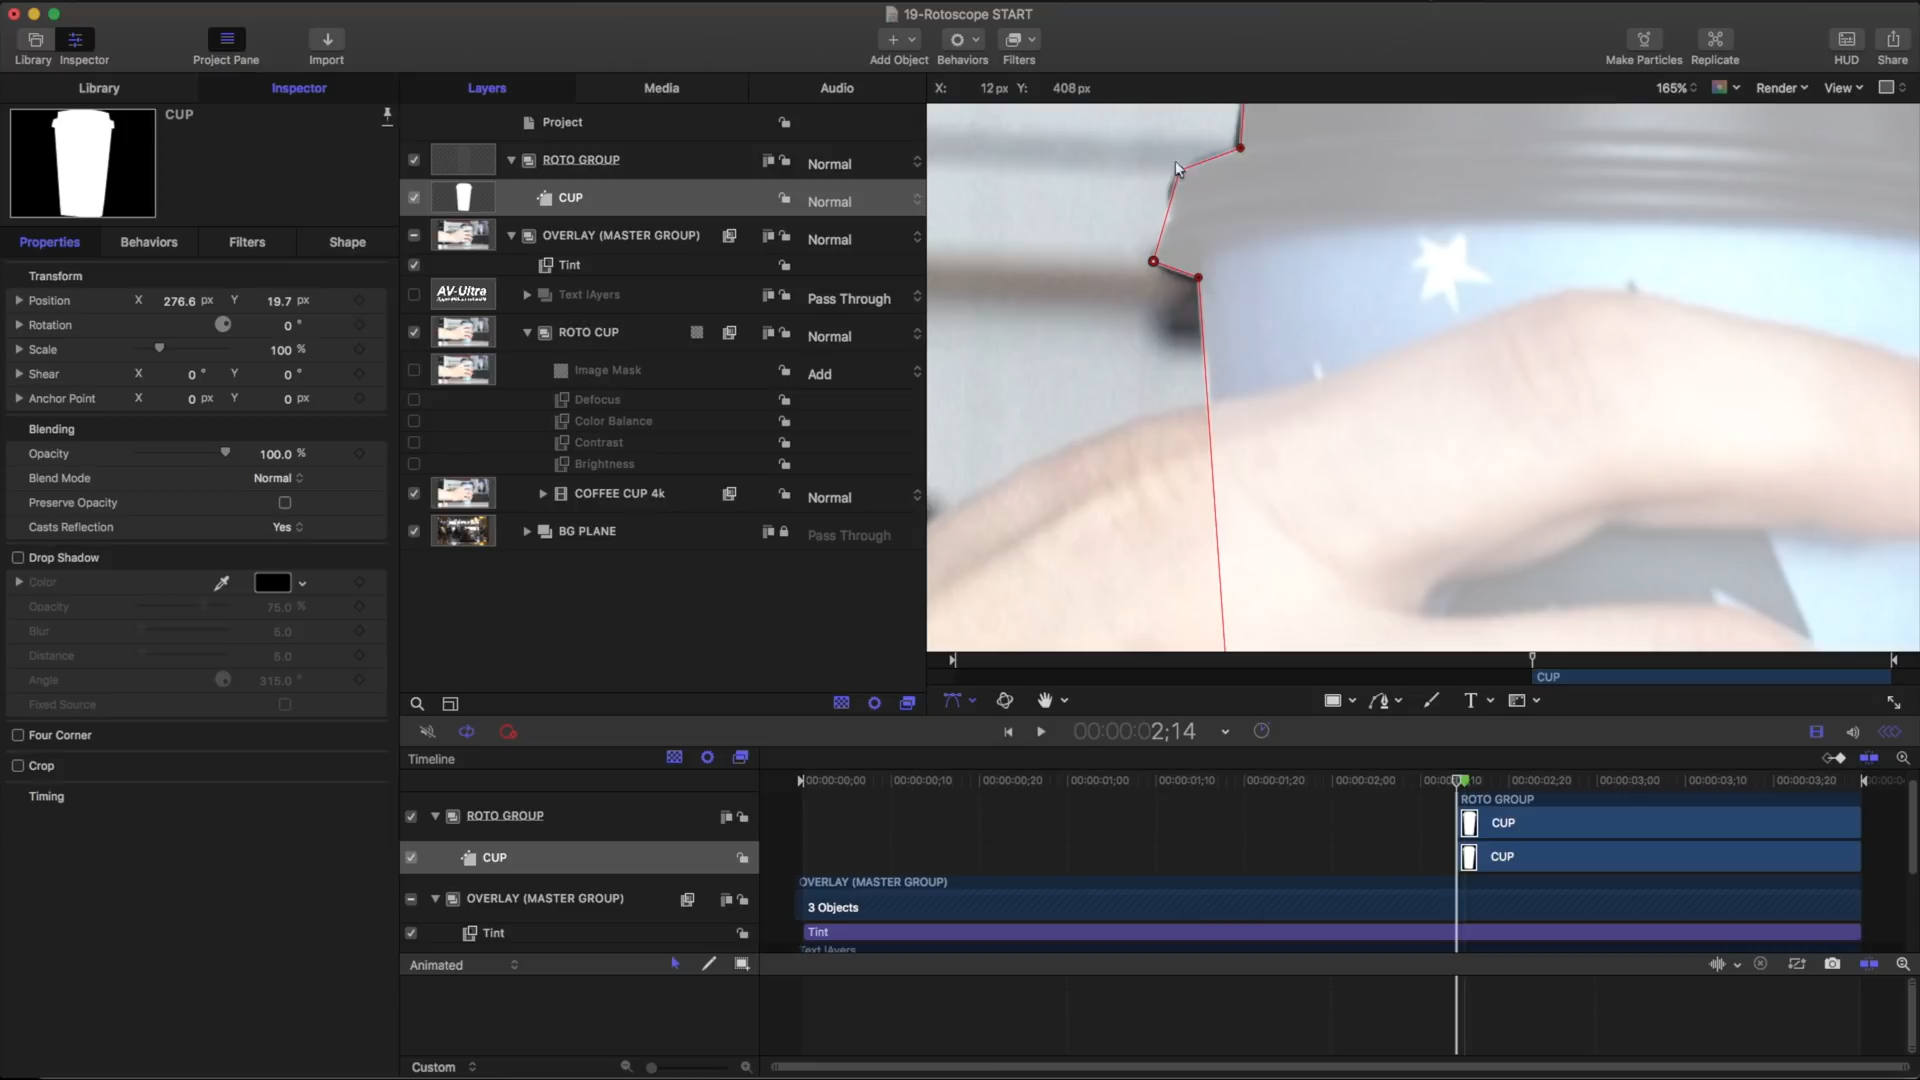 19-Rotoscope START
Library
Inspector
Project Pane
Import
Add Object
Behaviors
Filters
Make Particles
Replicate
HUD
Share
Library
Inspector
Layers
Media
Audio
X: 12 px Y: 408 px
165%
Render
View
CUP
Properties
Behaviors
Filters
Shape
Transform
Position X 276.6 px Y 19.7 px
Rotation 0 °
Scale 100 %
Shear X 0 ° Y 0 °
Anchor Point X 0 px Y 0 px
Blending
Opacity 100.0 %
Blend Mode Normal
Preserve Opacity
Casts Reflection Yes
Drop Shadow
Color
Opacity 75.0 %
Blur 5.0
Distance 5.0
Angle 315.0 °
Fixed Source
Four Corner
Crop
Timing
Project
ROTO GROUP Normal
CUP Normal
OVERLAY (MASTER GROUP) Normal
Tint
AV-Ultra
Text lAyers Pass Through
ROTO CUP Normal
Image Mask Add
Defocus
Color Balance
Contrast
Brightness
COFFEE CUP 4k Normal
BG PLANE Pass Through
CUP
T
00:00:00:02;14
Timeline
00:00:00;00
00:00:00;10
00:00:00;20
00:00:01;00
00:00:01;10
00:00:01;20
00:00:02;00
00:00:02;20
00:00:03;00
00:00:03;10
00:00:03;20
ROTO GROUP
ROTO GROUP
CUP
CUP
CUP
OVERLAY (MASTER GROUP)
OVERLAY (MASTER GROUP)
3 Objects
Tint
Tint
Text lAyers
Animated
Custom